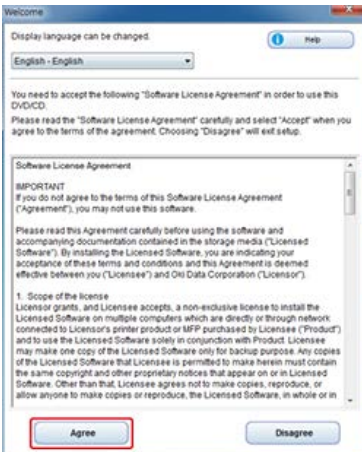 Welcome
Display language can be changed.
Help
English - English
You need to accept the following "Software License Agreement" in order to use this
DVD/CD.
Please read the "Software License Agreement" carefully and select "Accept" when you
agree to the terms of the agreement. Choosing "Disagree" will exit setup.
Software License Agreement
IMPORTANT
If you do not agree to the terms of this Software License Agreement
("Agreement"), you may not use this software.
Please read this Agreement carefully before using the software and
accompanying documentation contained in the storage media ("Licensed
Software"). By installing the Licensed Software, you are indicating your
acceptance of these terms and conditions and this Agreement is deemed
effective between you ("Licensee") and Oki Data Corporation ("Licensor").
1. Scope of the license
Licensor grants, and Licensee accepts, a non-exclusive license to install the
Licensed Software on multiple computers which are directly or through network
connected to Licensor's printer product or MFP purchased by Licensee ("Product")
and to use the Licensed Software solely in conjunction with Product. Licensee
may make one copy of the Licensed Software only for backup purpose. Any copies
of the Licensed Software that Licensee is permitted to make herein must contain
the same copyright and other proprietary notices that appear on or in Licensed
Software. Other than that, Licensee agrees not to make copies, reproduce, or
allow anyone to make copies or reproduce, the Licensed Software, in whole or in
Agree
Disagree